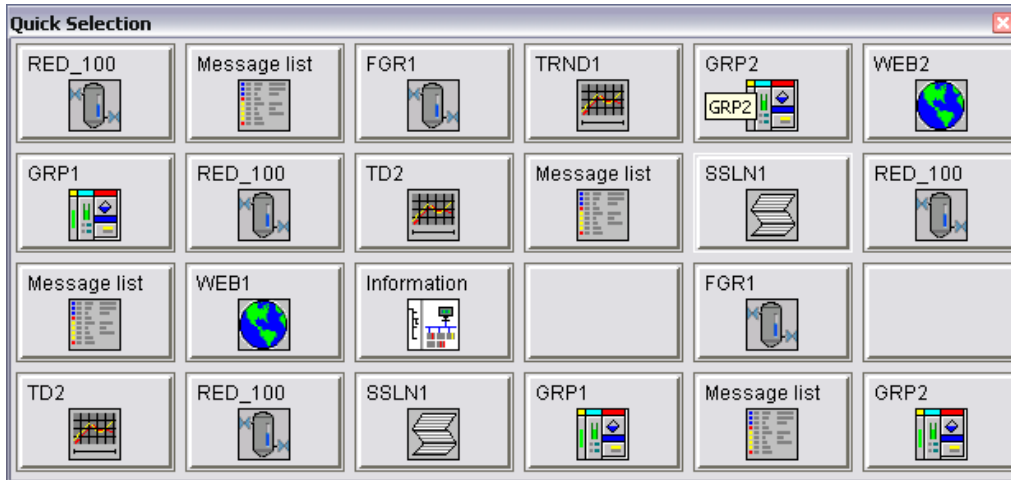 Quick Selection
RED_100
Message list
FGR1
TRND1
GRP2
WEB2
GRP2
GRP1
RED_100
TD2
Message list
SSLN1
RED_100
Message list
WEB1
Information
FGR1
TD2
RED_100
SSLN1
GRP1
Message list
GRP2